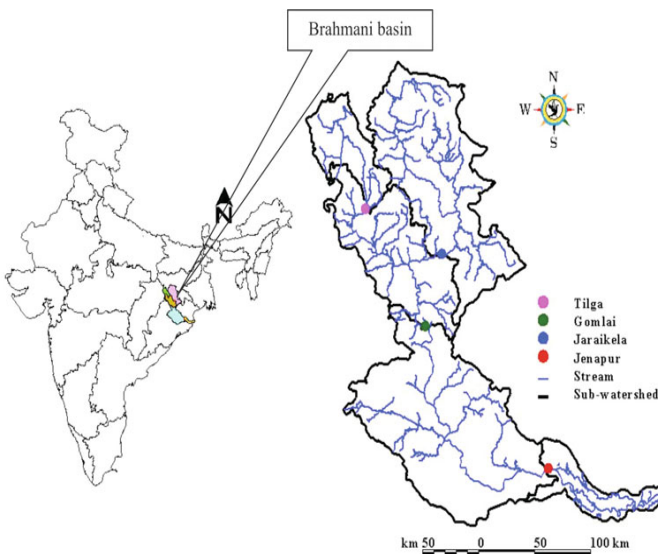 Brahmani basin
N
N
W E
S
Tilga
Gomlai
Jaraikela
Jenapur
Stream
Sub-watershed
km 50 0 50 100 km